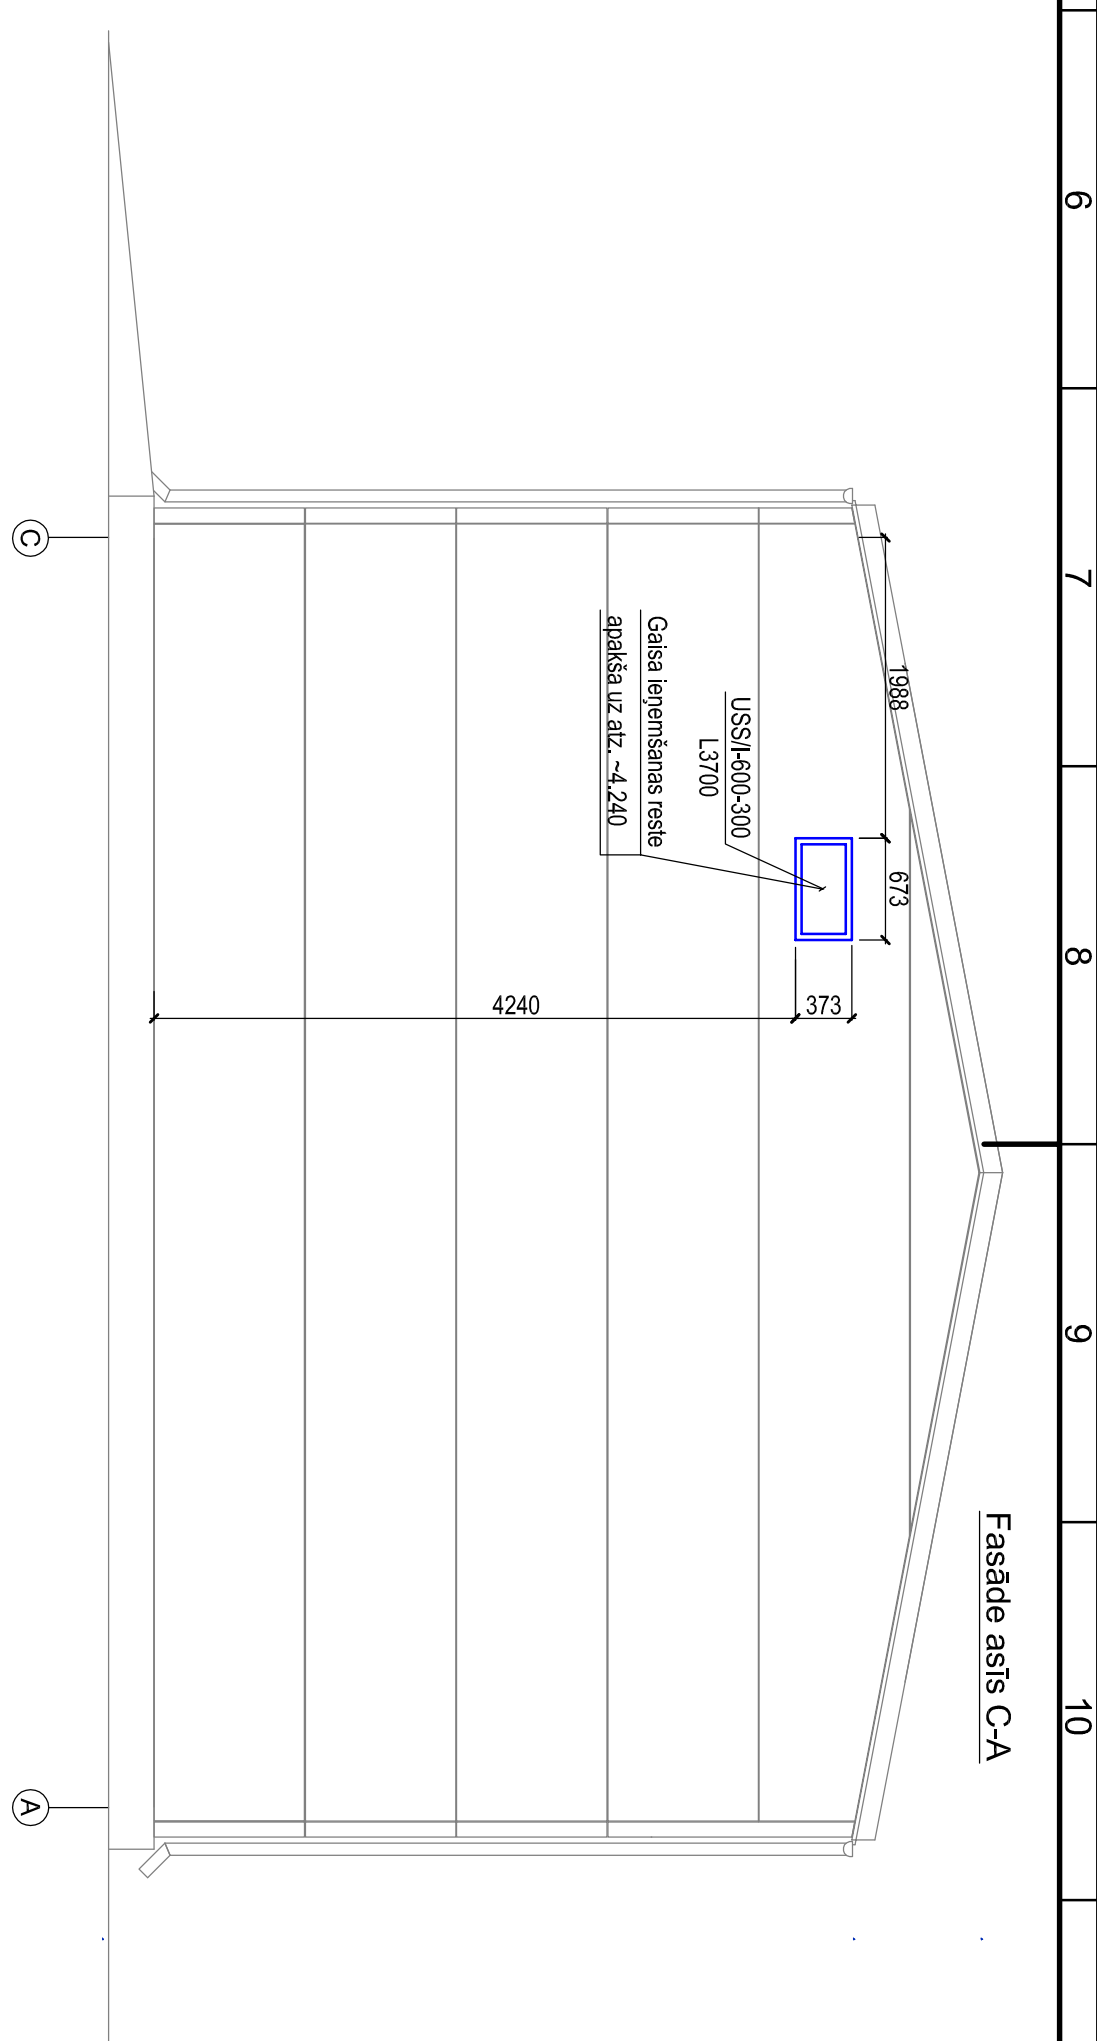 6
7
8
9
10
Fasāde asīs C-A
1988
673
USS/I-600-300
L3700
Gaisa ieņemšanas reste
apakša uz atz. ~4.240
4240
373
C
A